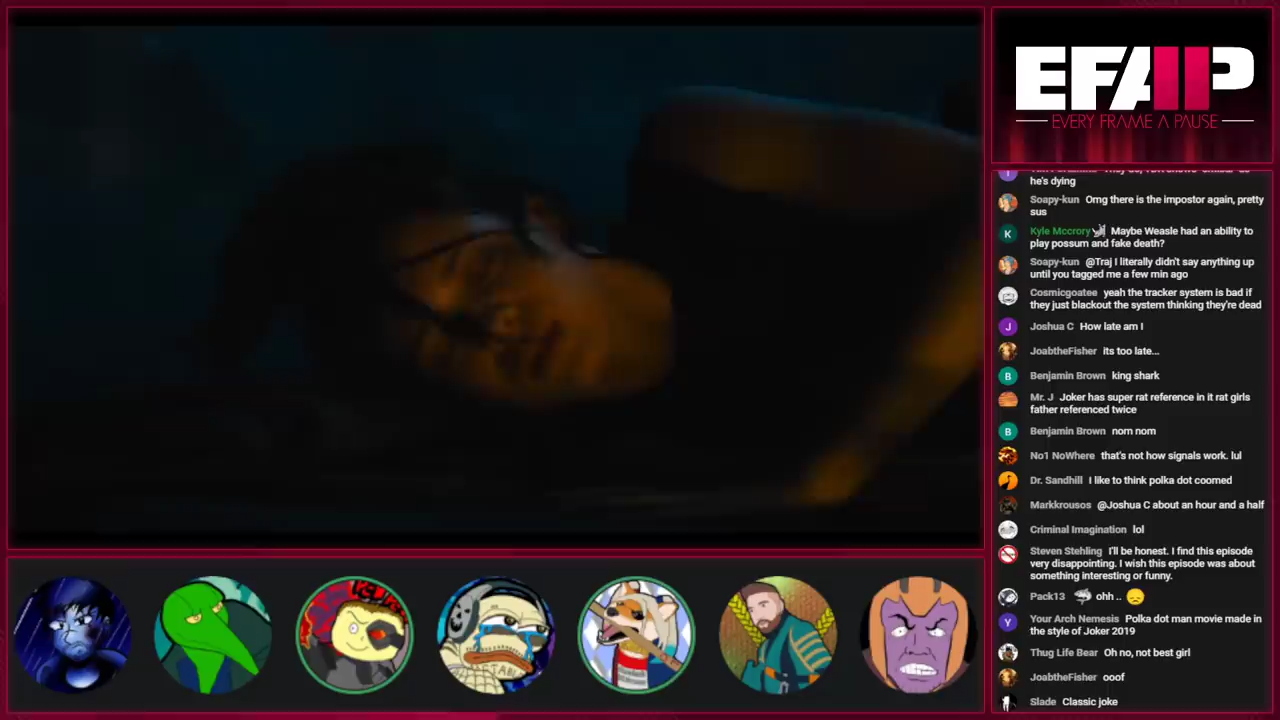 EFAP
EVERY FRAME A PAUSE
he's dying
Soapy-kun Omg there is the impostor again, pretty
sus
Kyle Mccrory Maybe Weasle had an ability to
play possum and fake death?
Soapy-kun @Traj I literally didn't say anything up
until you tagged me a few min ago
Cosmicgoatee yeah the tracker system is bad if
they just blackout the system thinking they're dead
Joshua C How late am I
JoabtheFisher its too late...
Benjamin Brown king shark
Mr. J Joker has super rat reference in it rat girls
father referenced twice
Benjamin Brown nom nom
No1 NoWhere that's not how signals work. lul
Dr. Sandhill I like to think polka dot coomed
Markkrousos @Joshua C about an hour and a half
Criminal Imagination lol
Steven Stehling I'll be honest. I find this episode
very disappointing. I wish this episode was about
something interesting or funny.
Pack13 ohh ..
Your Arch Nemesis Polka dot man movie made in
the style of Joker 2019
Thug Life Bear Oh no, not best girl
JoabtheFisher ooof
Slade Classic joke